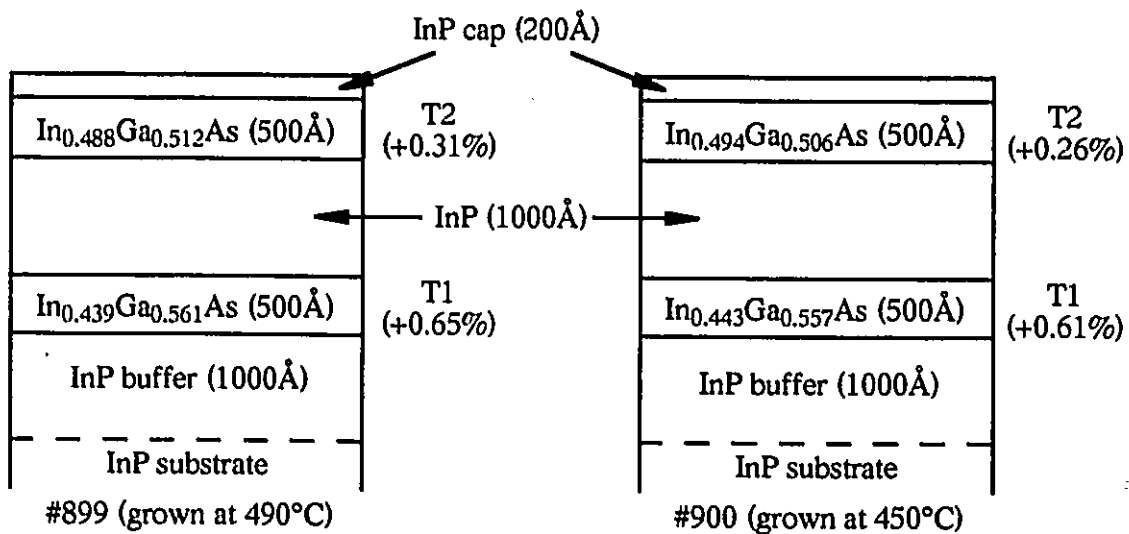 InP cap (200Å)
In₀.₄₈₈Ga₀.₅₁₂As (500Å)
T2
(+0.31%)
In₀.₄₉₄Ga₀.₅₀₆As (500Å)
T2
(+0.26%)
InP (1000Å)
In₀.₄₃₉Ga₀.₅₆₁As (500Å)
T1
(+0.65%)
In₀.₄₄₃Ga₀.₅₅₇As (500Å)
T1
(+0.61%)
InP buffer (1000Å)
InP buffer (1000Å)
InP substrate
InP substrate
#899 (grown at 490°C)
#900 (grown at 450°C)